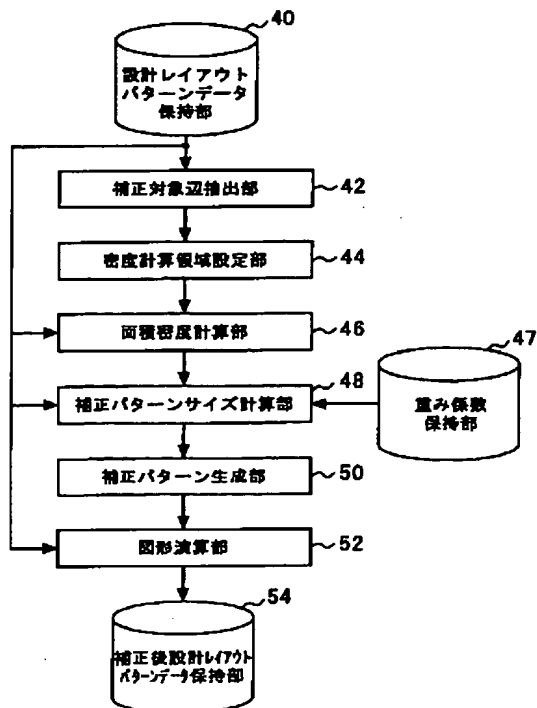 40
設計レイアウト
パターンデータ
保持部
補正対象辺抽出部
42
密度計算領域設定部
44
面積密度計算部
46
47
48
補正パターンサイズ計算部
重み係数
保持部
補正パターン生成部
50
図形演算部
52
54
補正後設計レイアウト
パターンデータ保持部